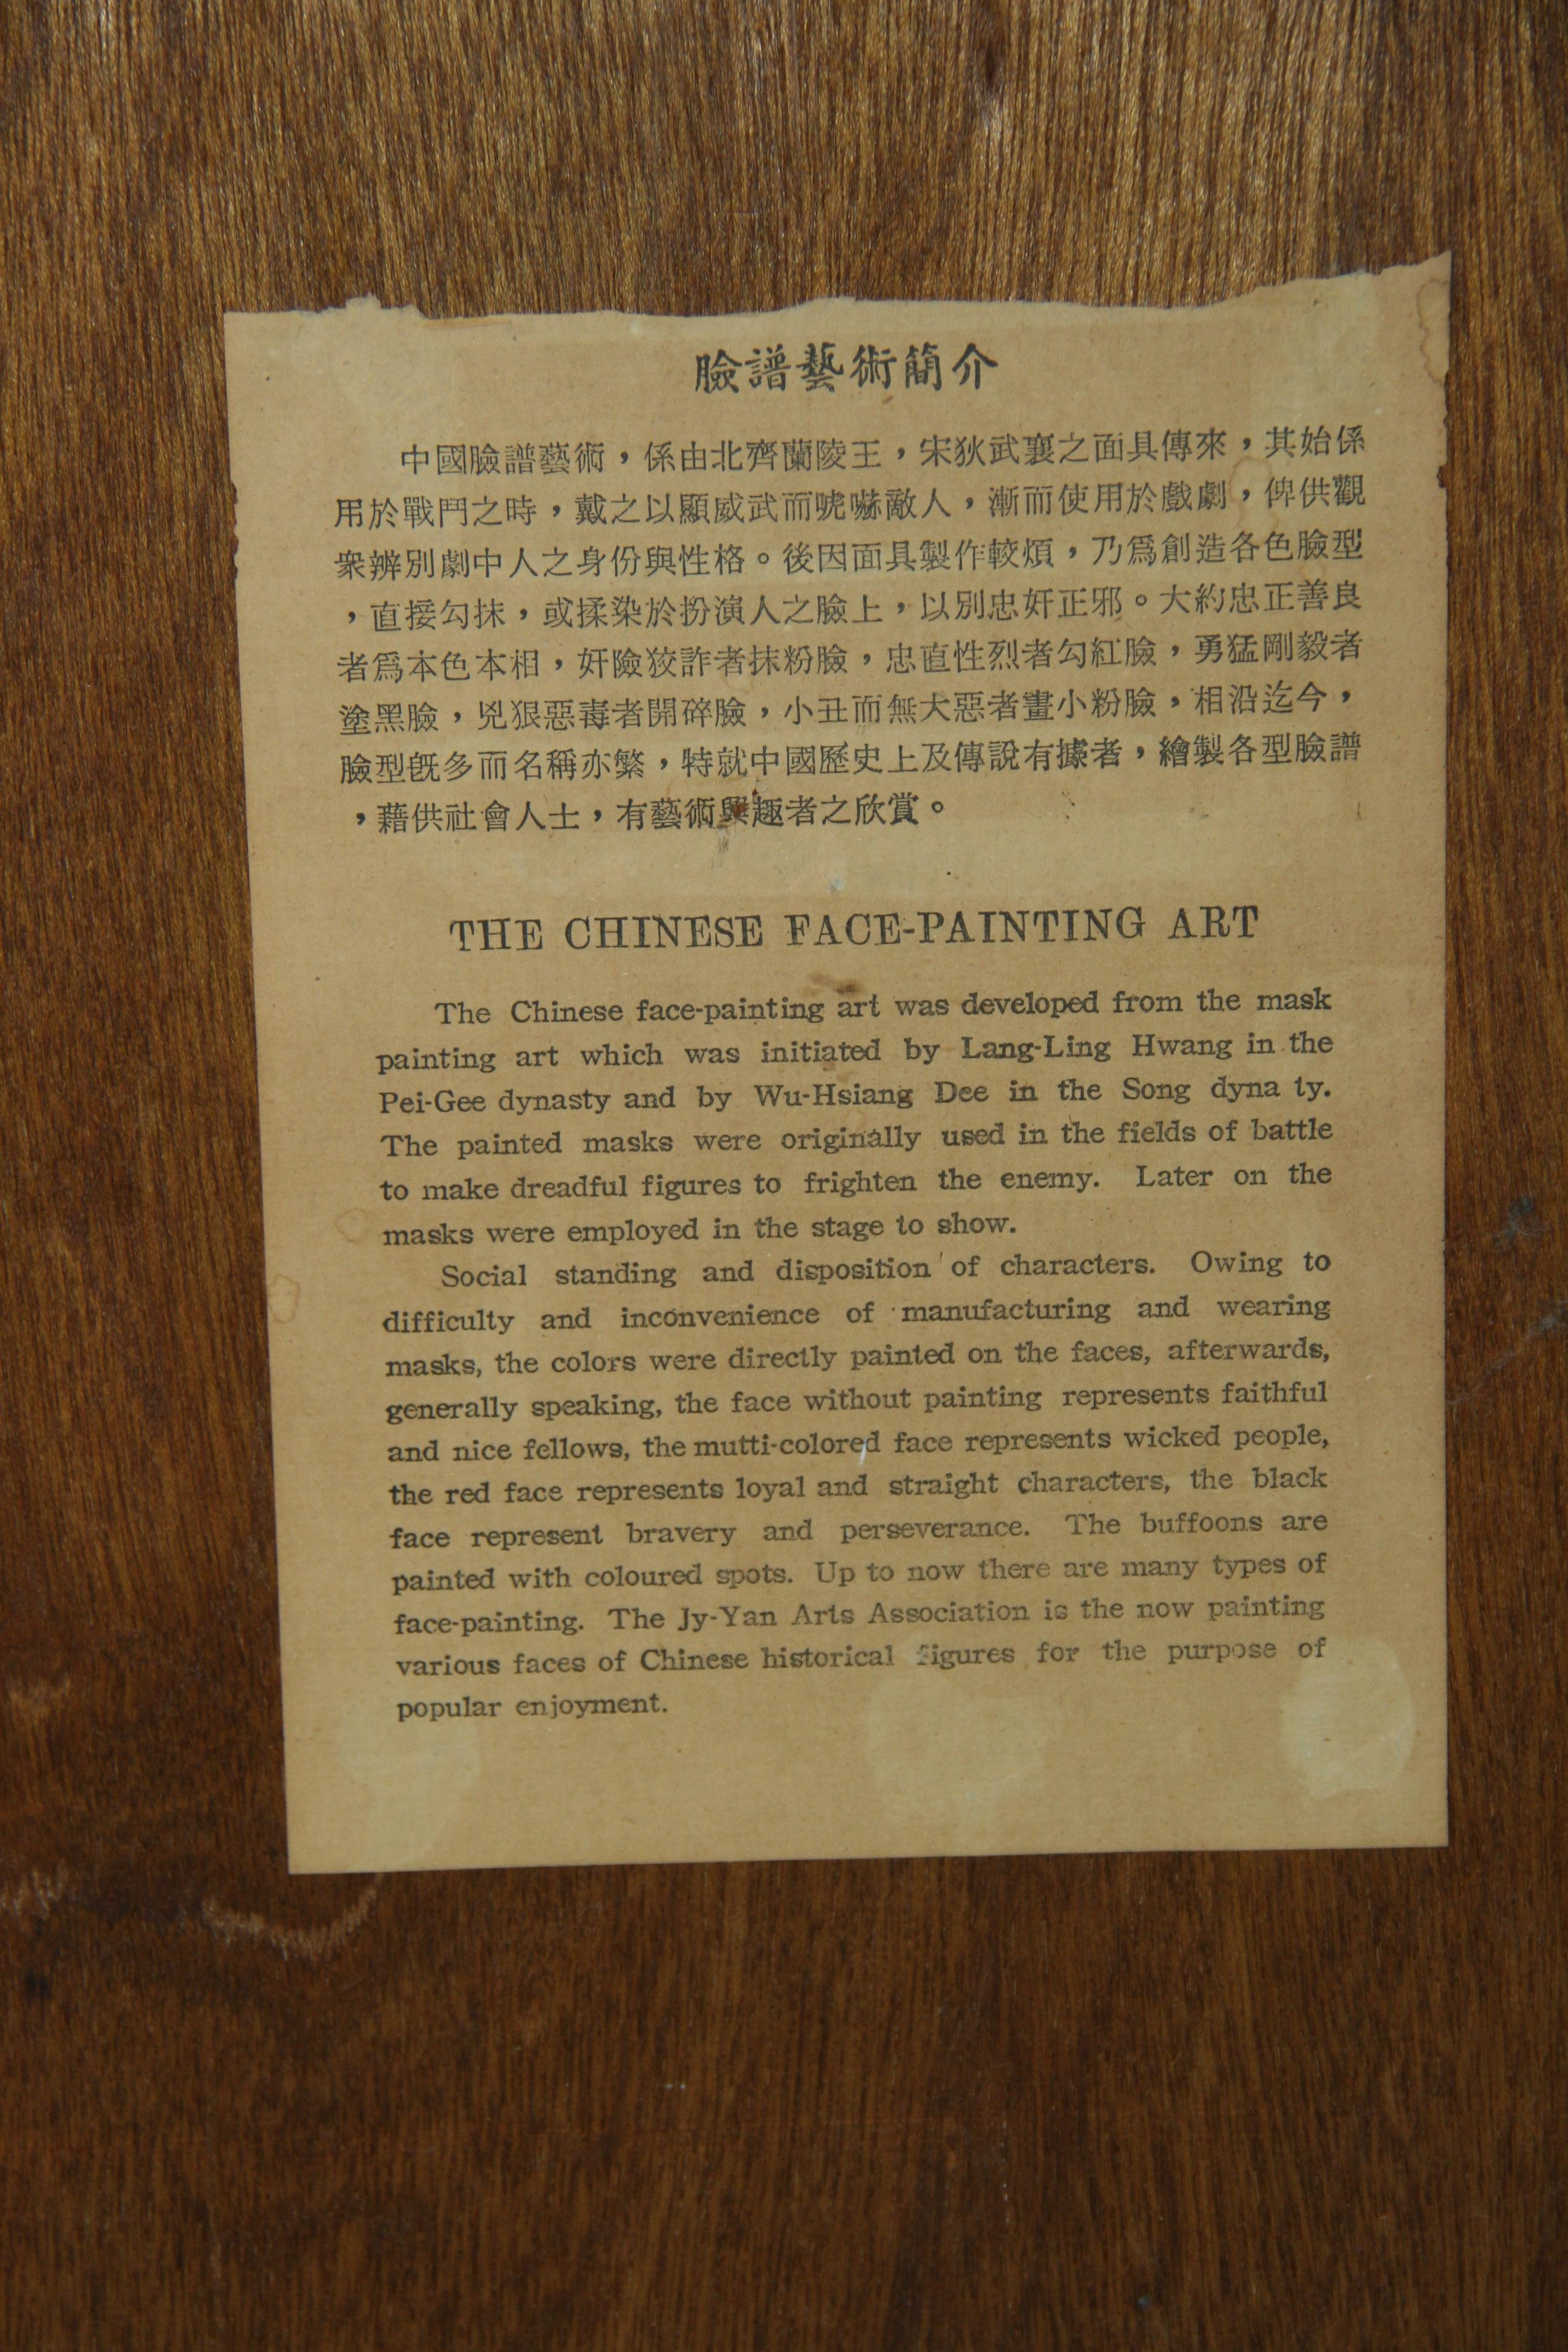 臉譜藝術簡介
中國臉譜藝術，係由北齊蘭陵王，宋狄武襄之面具傳來，其始係
用於戰鬥之時，戴之以顯威武而唬嚇敵人，漸而使用於戲劇，俾供觀
衆辨別劇中人之身份與性格。後因面具製作較煩，乃爲創造各色臉型
，直接勾抹，或揉染於扮演人之臉上，以別忠奸正邪。大約忠正善良
者爲本色本相，奸險狡詐者抹粉臉，忠直性烈者勾紅臉，勇猛剛毅者
塗黑臉，兇狠惡毒者開碎臉，小丑而無大惡者畫小粉臉，相沿迄今，
臉型旣多而名稱亦繁，特就中國歷史上及傳說有據者，繪製各型臉譜
，藉供社會人士，有藝術興趣者之欣賞。
THE CHINESE FACE-PAINTING ART
The Chinese face-painting art was developed from the mask
painting art which was initiated by Lang-Ling Hwang in the
Pei-Gee dynasty and by Wu-Hsiang Dee in the Song dyna ty.
The painted masks were originally used in the fields of battle
to make dreadful figures to frighten the enemy. Later on the
masks were employed in the stage to show.
Social standing and disposition of characters. Owing to
difficulty and inconvenience of manufacturing and wearing
masks, the colors were directly painted on the faces, afterwards,
generally speaking, the face without painting represents faithful
and nice fellows, the mutti-colored face represents wicked people,
the red face represents loyal and straight characters, the black
face represent bravery and perseverance. The buffoons are
painted with coloured spots. Up to now there are many types of
face-painting. The Jy-Yan Arts Association is the now painting
various faces of Chinese historical figures for the purpose of
popular enjoyment.